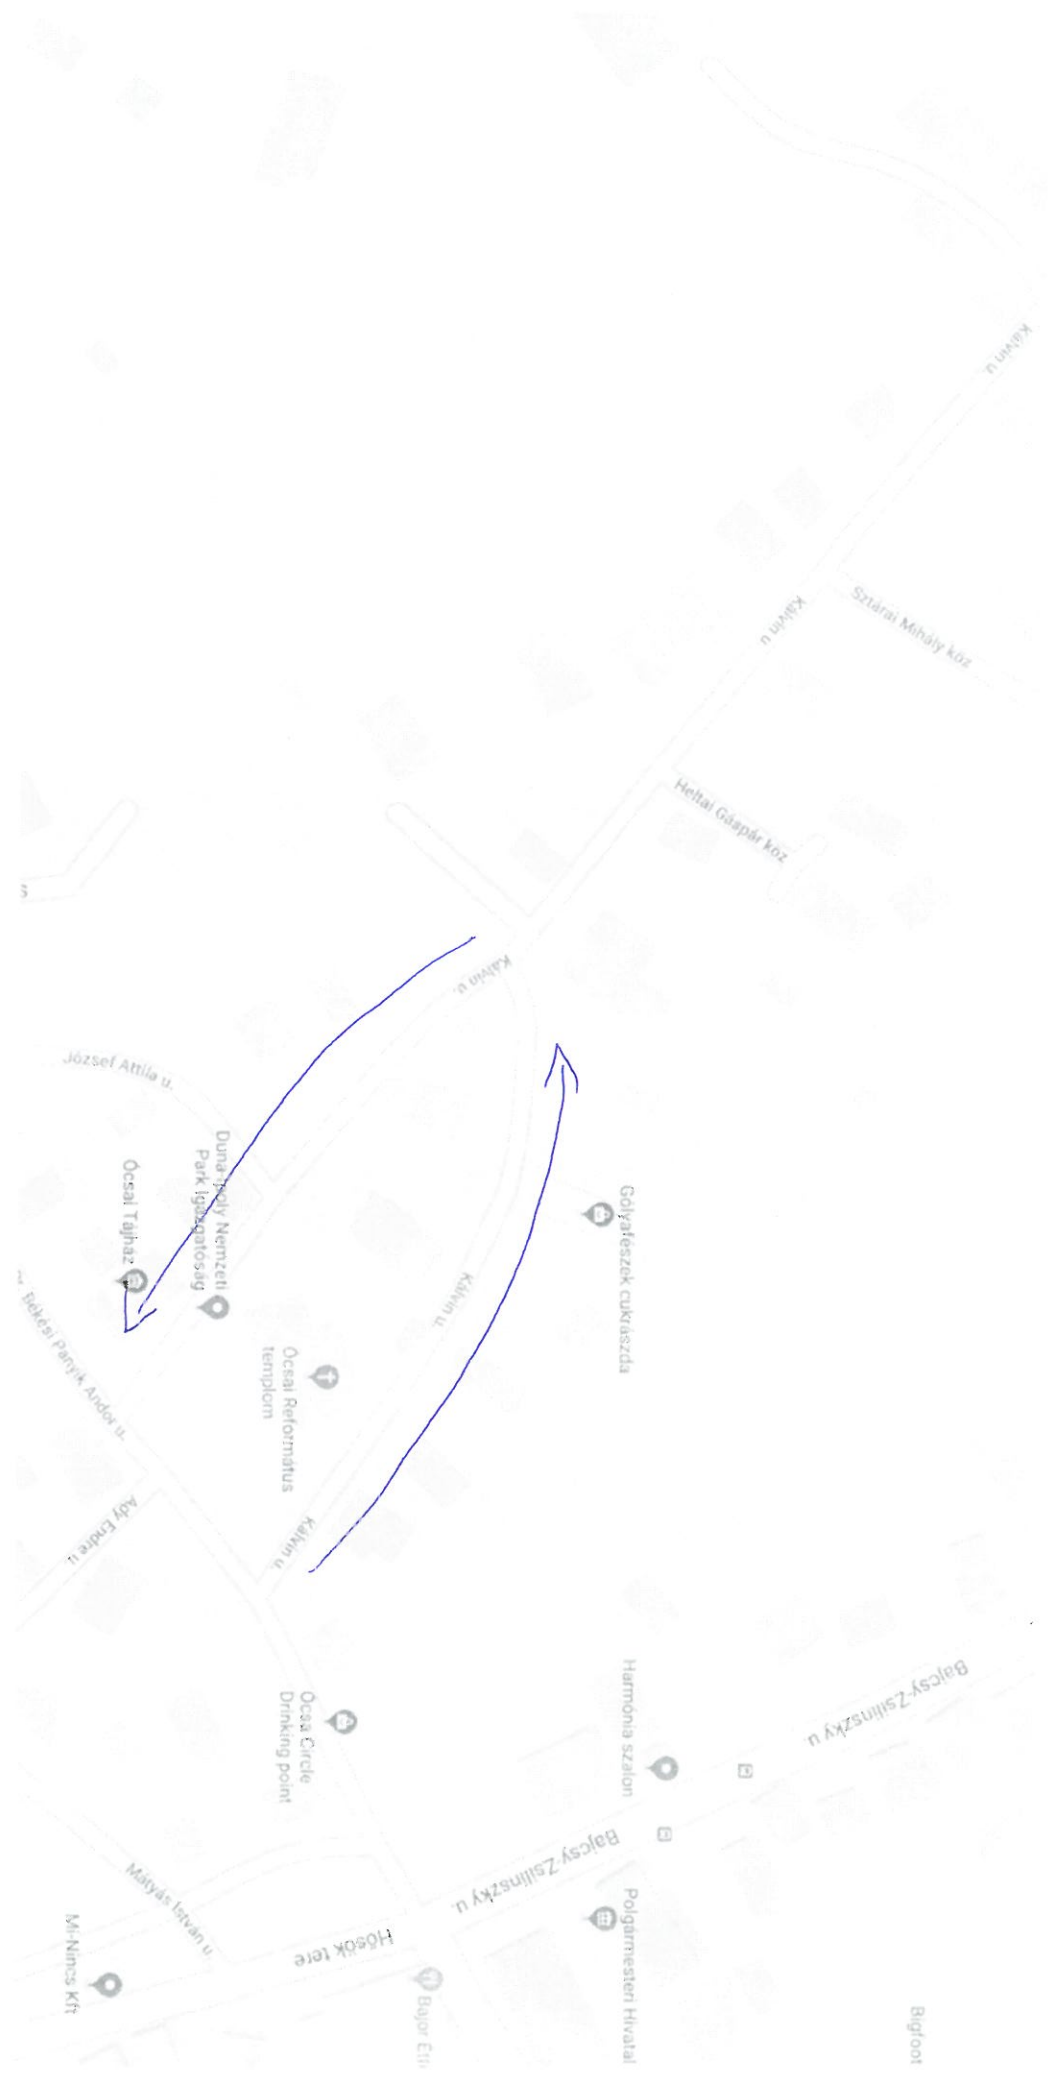 Kálvin u.
Sztárai Mihály köz
Kálvin u.
Heltai Gáspár köz
Kálvin u.
József Attila u.
Duna-Ipoly Nemzeti
Park Igazgatóság
Ócsai Tájház
Gólyafészek cukrászda
Kálvin u.
Ócsai Református
templom
Békési Panyik Andor u.
Ady Endre u.
Kálvin u.
Ócsa Circle
Drinking point
Harmónia szalon
Bajcsy-Zsilinszky u.
Bajcsy-Zsilinszky u.
Polgármesteri Hivatal
Mátyás István u.
Hősök tere
Mi-Nincs Kft
Bajor
Bigfoot